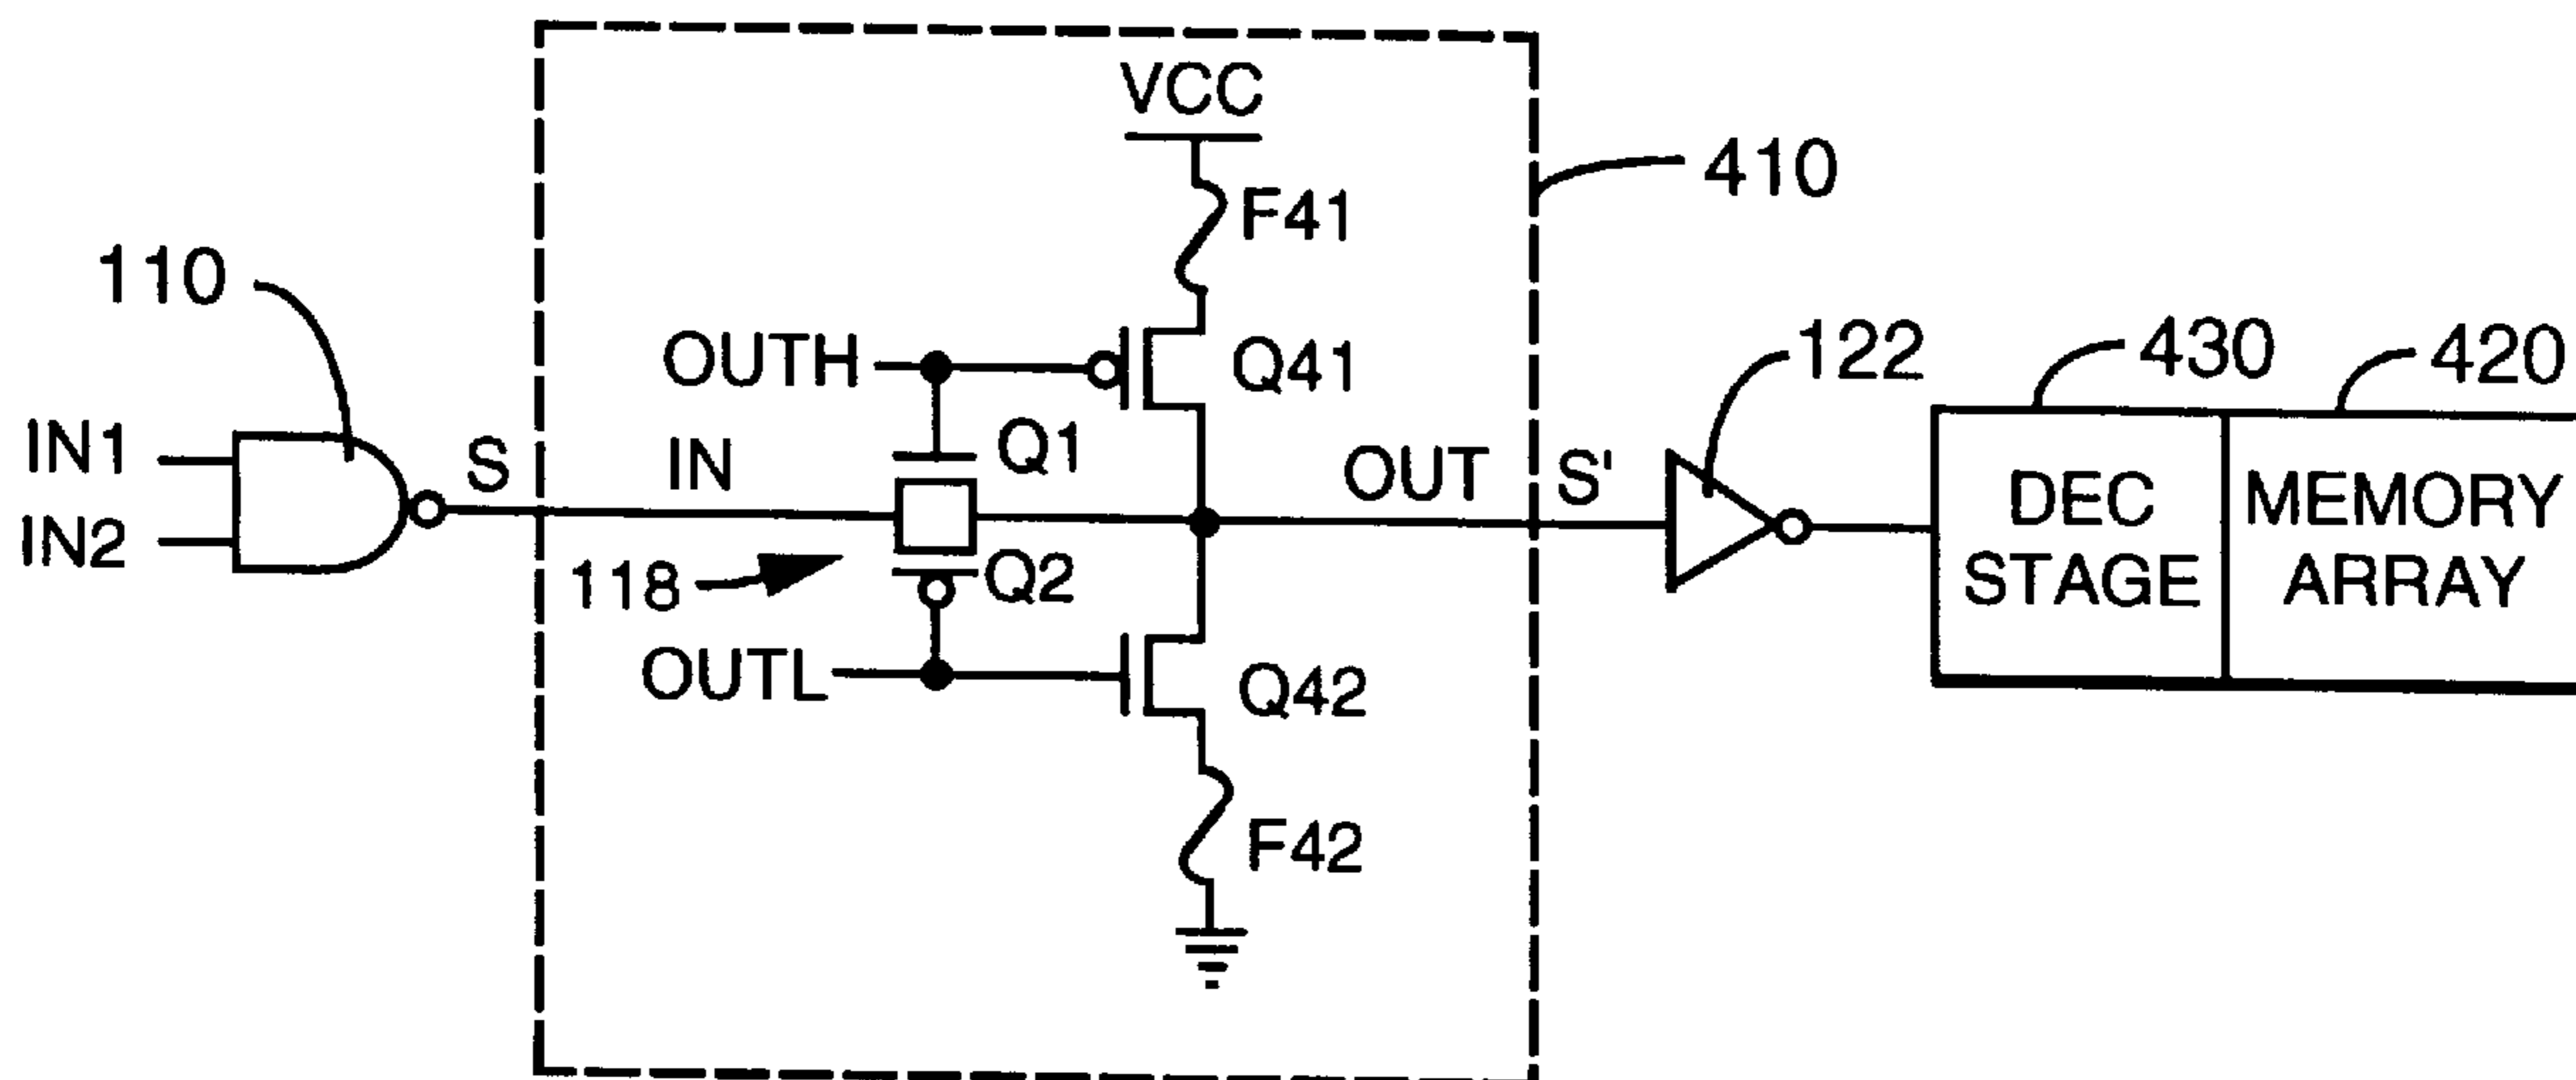 VCC
F41
410
110
OUTH
Q41
122
430
420
IN1
S
IN
Q1
OUT
S'
DEC
STAGE
MEMORY
ARRAY
IN2
118
Q2
OUTL
Q42
F42